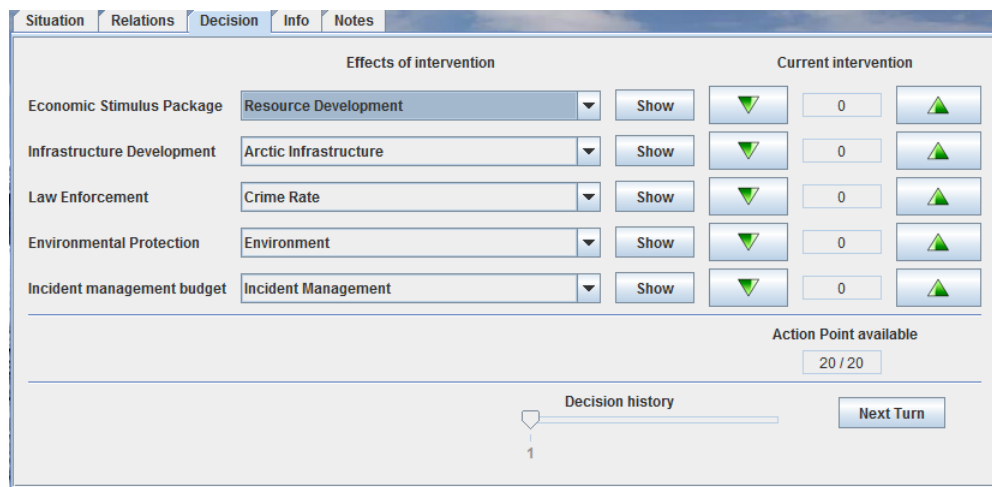 Situation Relations Decision Info Notes
Effects of intervention Current intervention
Economic Stimulus Package Resource Development Show 0
Infrastructure Development Arctic Infrastructure Show 0
Law Enforcement Crime Rate Show 0
Environmental Protection Environment Show 0
Incident management budget Incident Management Show 0
Action Point available
20 / 20
Decision history
Next Turn
1